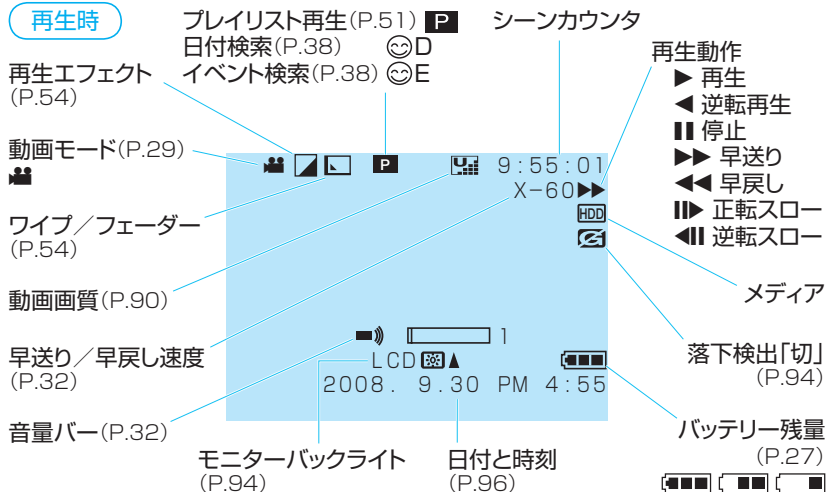 再生時
プレイリスト再生(P.51) P
日付検索(P.38) D
イベント検索(P.38) E
シーンカウンタ
再生エフェクト
(P.54)
動画モード(P.29)
ワイプ／フェーダー
(P.54)
動画画質(P.90)
早送り／早戻し速度
(P.32)
音量バー(P.32)
再生動作
▶ 再生
◀ 逆転再生
❚❚ 停止
▶▶ 早送り
◀◀ 早戻し
❚❚▶ 正転スロー
◀❚❚ 逆転スロー
メディア
落下検出「切」
(P.94)
バッテリー残量
(P.27)
P 9:55:01
X-60▶▶
HDD
1
LCD ▲
2008. 9.30 PM 4:55
モニターバックライト
(P.94)
日付と時刻
(P.96)